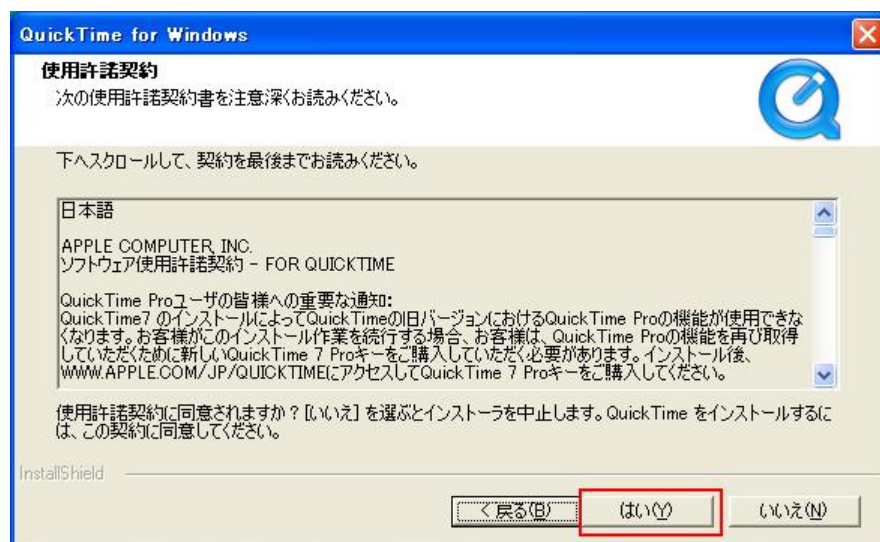 QuickTime for Windows
使用許諾契約
次の使用許諾契約書を注意深くお読みください。
下へスクロールして、契約を最後までお読みください。
日本語
APPLE COMPUTER, INC.
ソフトウェア使用許諾契約 - FOR QUICKTIME
QuickTime Proユーザの皆様への重要な通知:
QuickTime7 のインストールによってQuickTimeの旧バージョンにおけるQuickTime Proの機能が使用できな
くなります。お客様がこのインストール作業を続行する場合、お客様は、QuickTime Proの機能を再び取得
していただくために新しいQuickTime 7 Proキーをご購入していただく必要があります。インストール後、
WWW.APPLE.COM/JP/QUICKTIMEにアクセスしてQuickTime 7 Proキーをご購入してください。
使用許諾契約に同意されますか？[いいえ] を選ぶとインストーラを中止します。QuickTime をインストールするに
は、この契約に同意してください。
InstallShield
< 戻る(B)
はい(Y)
いいえ(N)